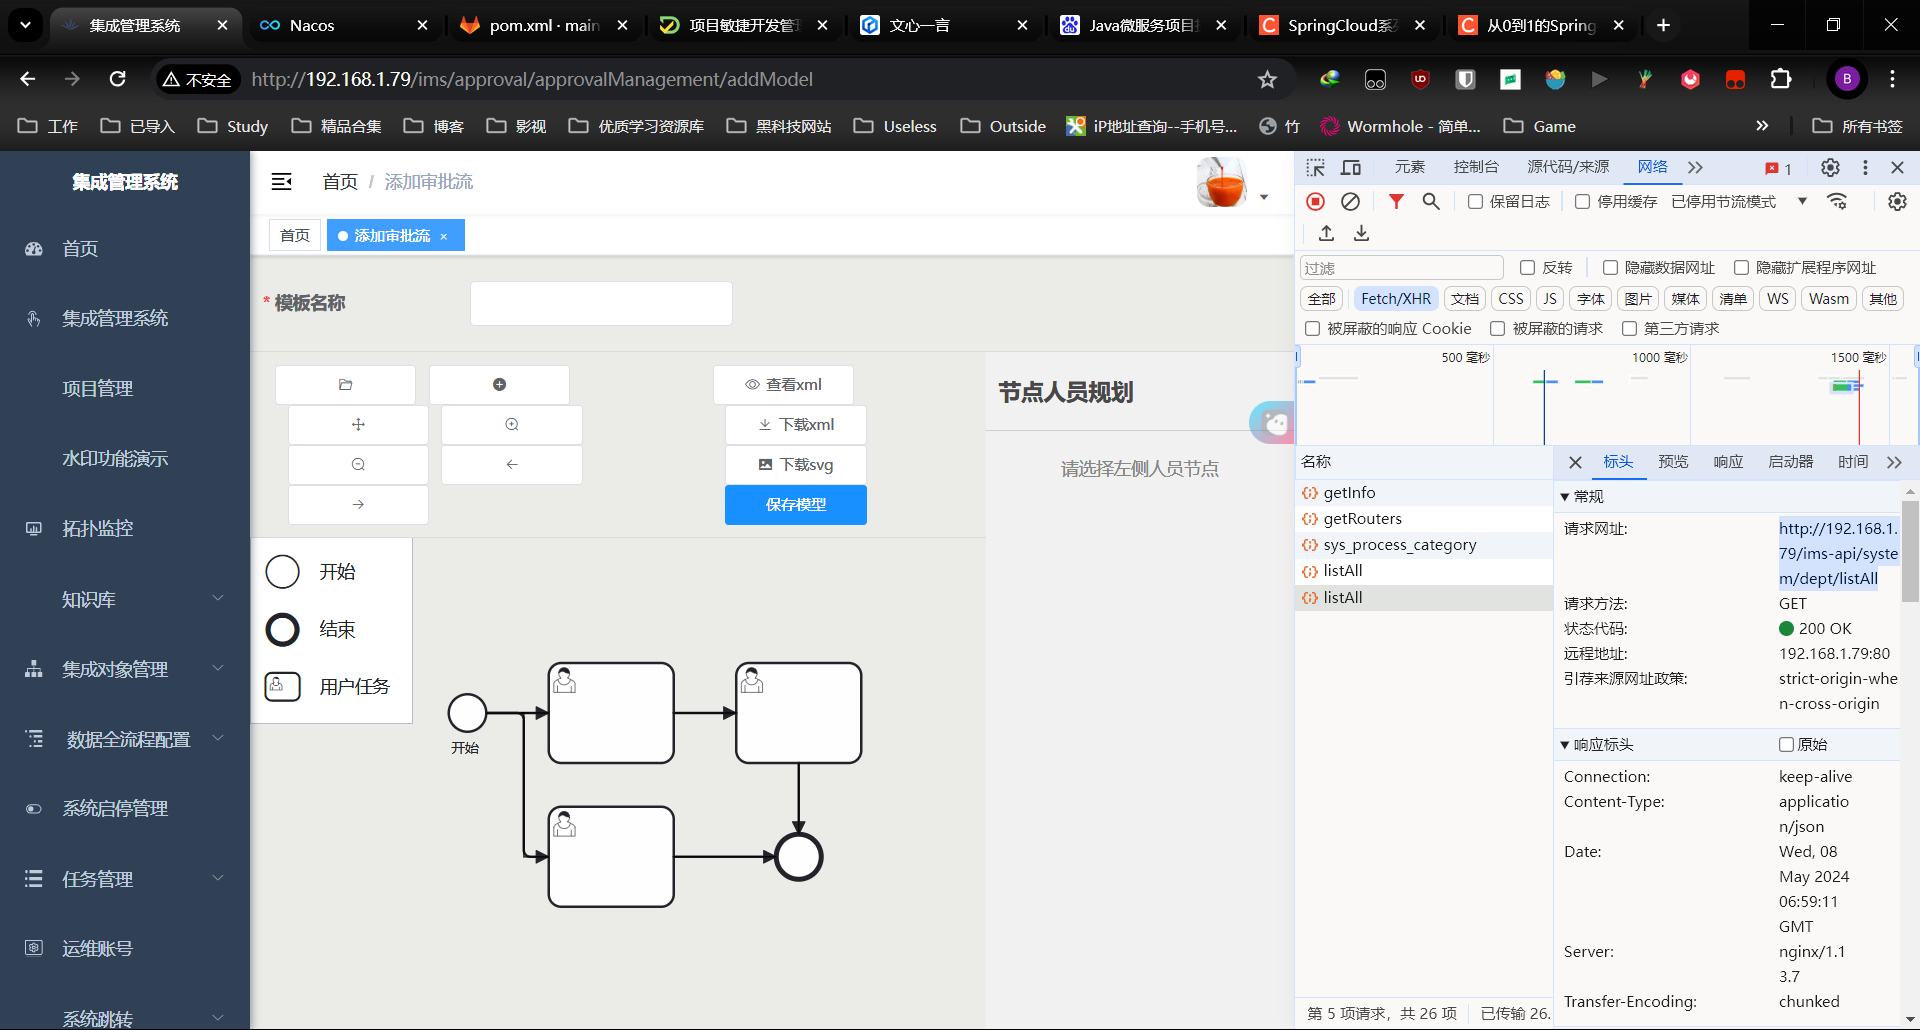 集成管理系统
Nacos
pom.xml · main
项目敏捷开发管
文心一言
Java微服务项目
SpringCloud系
从0到1的Spring
不安全
http://192.168.1.79/ims/approval/approvalManagement/addModel
B
工作
已导入
Study
精品合集
博客
影视
优质学习资源库
黑科技网站
Useless
Outside
iP地址查询--手机号...
竹
Wormhole - 简单...
Game
所有书签
集成管理系统
首页
集成管理系统
项目管理
水印功能演示
拓扑监控
知识库
集成对象管理
数据全流程配置
系统启停管理
任务管理
运维账号
系统跳转
首页 / 添加审批流
首页
添加审批流 ×
* 模板名称
查看xml
下载xml
下载svg
保存模型
节点人员规划
请选择左侧人员节点
开始
结束
用户任务
开始
元素
控制台
源代码/来源
网络
1
保留日志
停用缓存
已停用节流模式
过滤
反转
隐藏数据网址
隐藏扩展程序网址
全部
Fetch/XHR
文档
CSS
JS
字体
图片
媒体
清单
WS
Wasm
其他
被屏蔽的响应 Cookie
被屏蔽的请求
第三方请求
500 毫秒
1000 毫秒
1500 毫秒
名称
getInfo
getRouters
sys_process_category
listAll
listAll
标头
预览
响应
启动器
时间
常规
请求网址:
http://192.168.1.
79/ims-api/syste
m/dept/listAll
请求方法:
GET
状态代码:
200 OK
远程地址:
192.168.1.79:80
引荐来源网址政策:
strict-origin-whe
n-cross-origin
响应标头
原始
Connection:
keep-alive
Content-Type:
applicatio
n/json
Date:
Wed, 08
May 2024
06:59:11
GMT
Server:
nginx/1.1
3.7
Transfer-Encoding:
chunked
第 5 项请求，共 26 项
已传输 26.